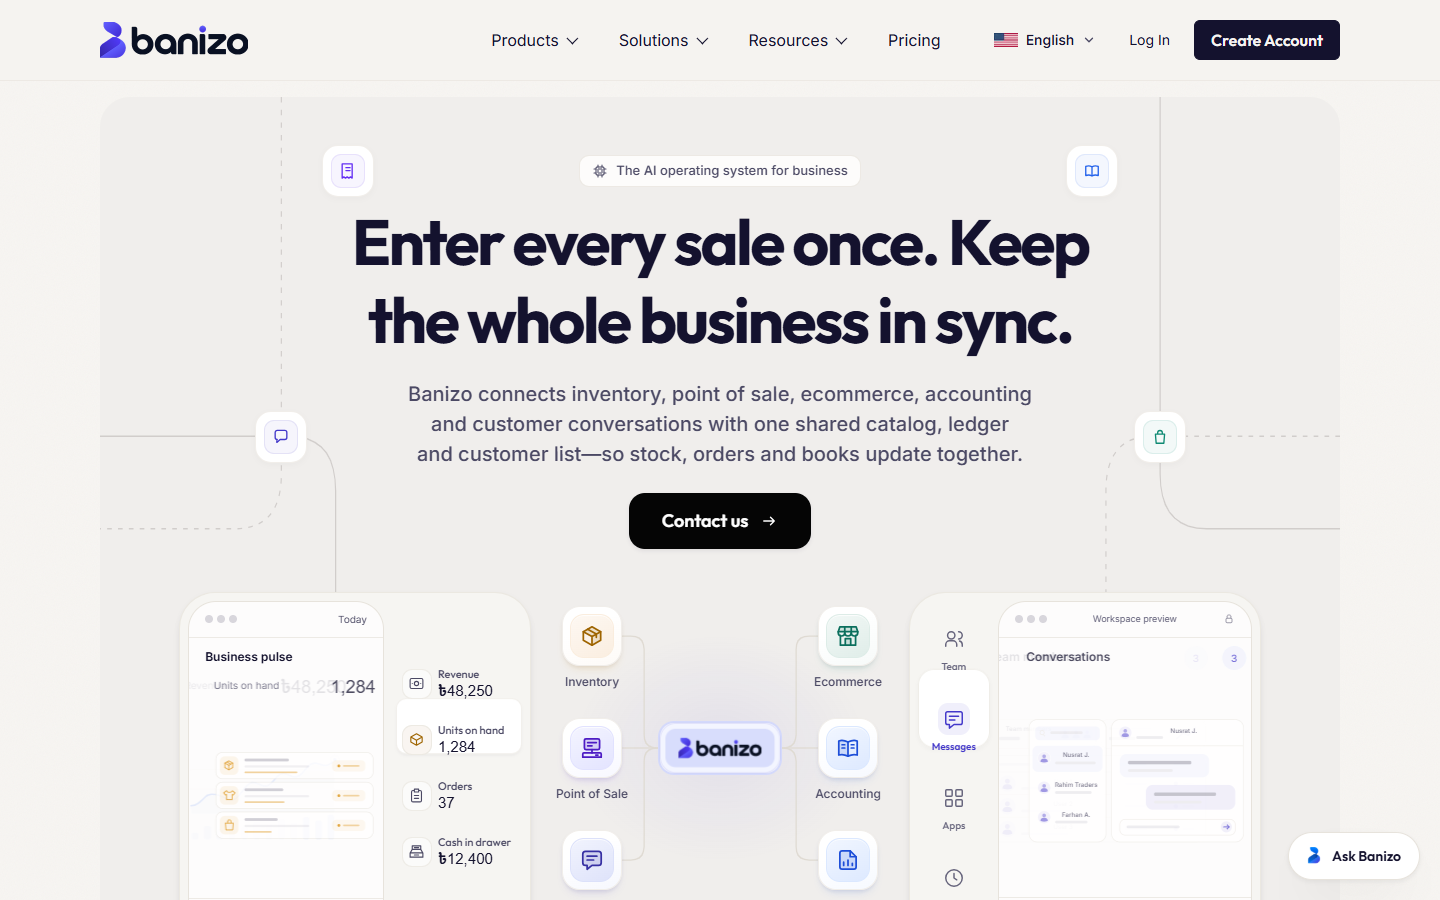 banizo
Products
Solutions
Resources
Pricing
English
Log In
Create Account
The AI operating system for business
Enter every sale once. Keep
the whole business in sync.
Banizo connects inventory, point of sale, ecommerce, accounting
and customer conversations with one shared catalog, ledger
and customer list—so stock, orders and books update together.
Contact us
Today
Business pulse
Units on hand
1,284
Revenue
৳48,250
Units on hand
1,284
Orders
37
Cash in drawer
৳12,400
Inventory
Point of Sale
banizo
Ecommerce
Accounting
Team
Messages
Apps
Workspace preview
Conversations
3
3
Nusrat J.
Rahim Traders
Farhan A.
Nusrat J.
Ask Banizo